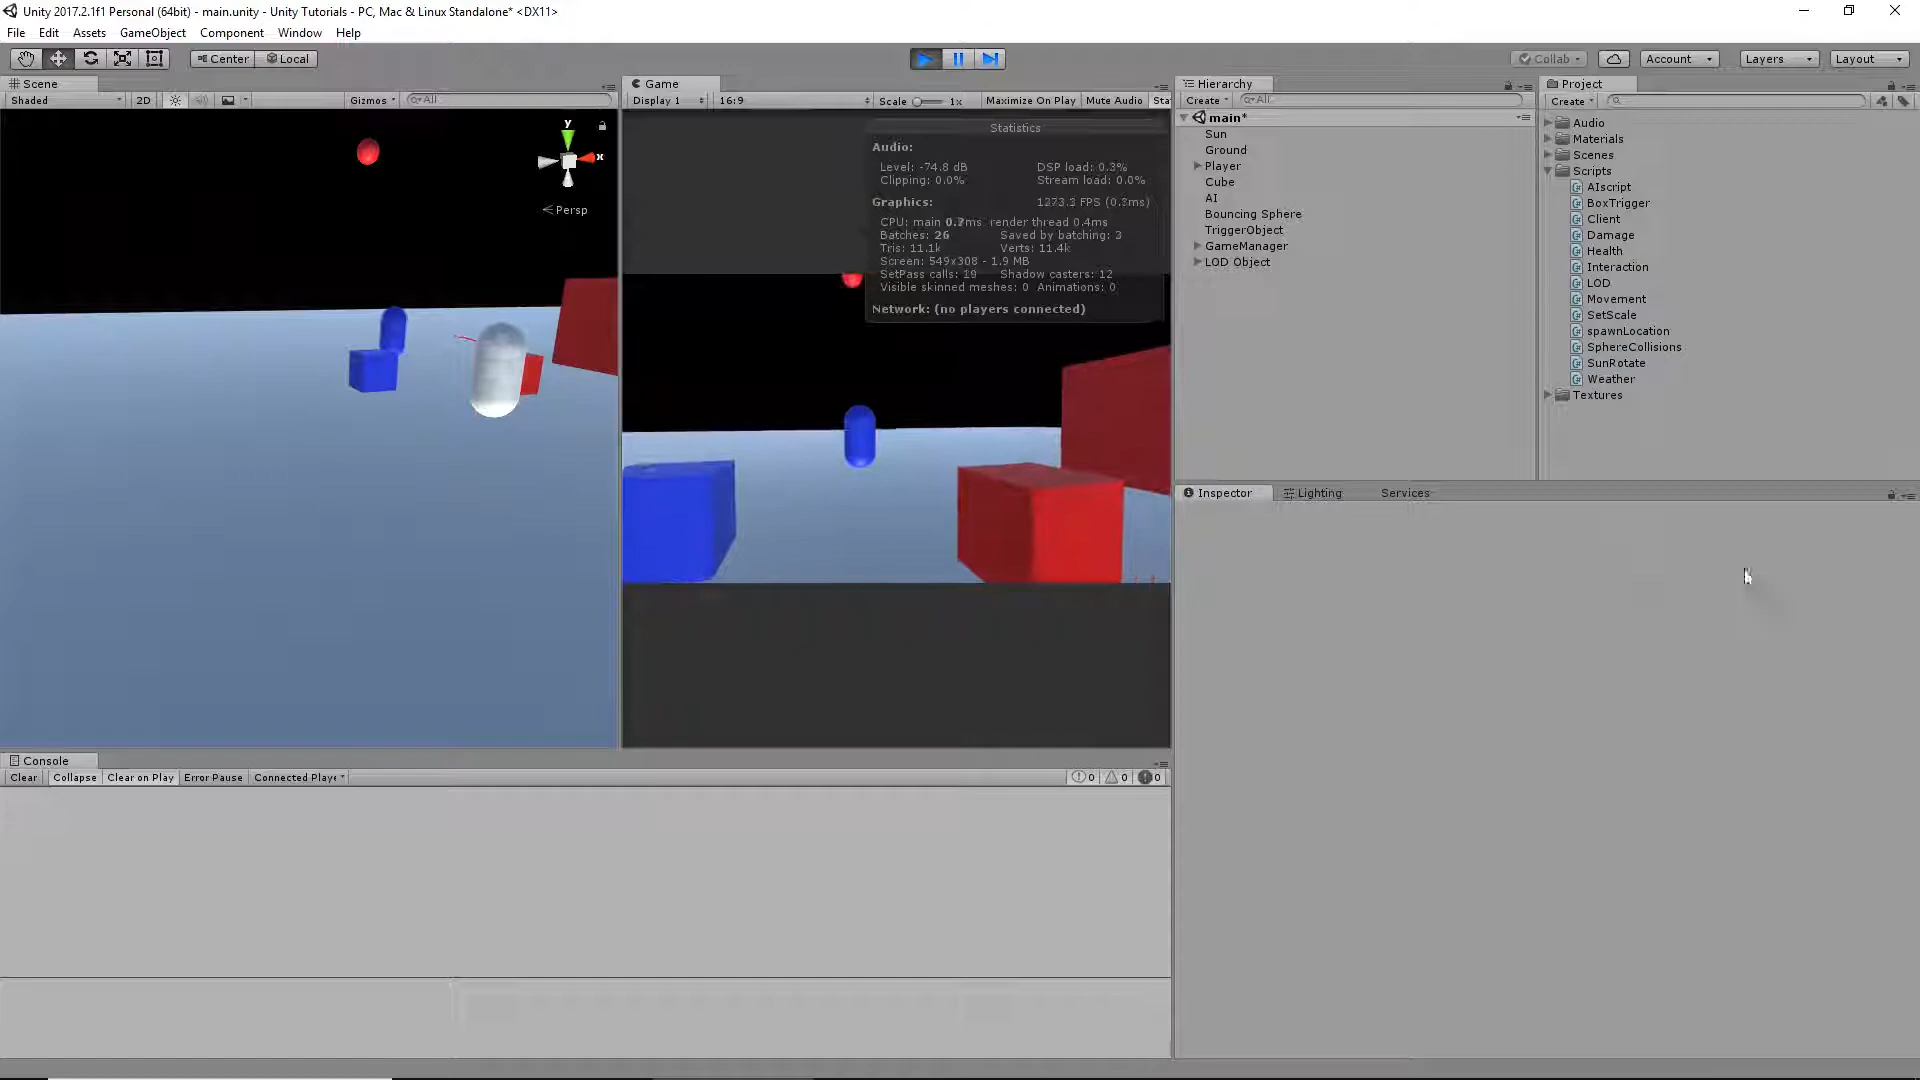 Unity 2017.2.1f1 Personal (64bit) - main.unity - Unity Tutorials - PC, Mac & Linux Standalone* <DX11>
File Edit Assets GameObject Component Window Help
Center Local
Collab Account Layers Layout
Scene
Shaded 2D Gizmos All
y
x
Persp
Game
Display 1 16:9 Scale 1x Maximize On Play Mute Audio Sta
Statistics
Audio:
Level: -74.8 dB DSP load: 0.3%
Clipping: 0.0% Stream load: 0.0%
Graphics:
CPU: main render thread 0.4ms
Batches: 26 Saved by batching: 3
Tris: 11.1k Verts: 11.4k
Screen: 549x308 - 1.9 MB
SetPass calls: 19 Shadow casters: 12
Visible skinned meshes: 0 Animations: 0
Network: (no players connected)
Hierarchy
Create All
main*
Sun
Ground
Player
Cube
AI
Bouncing Sphere
TriggerObject
GameManager
LOD Object
Project
Create
Audio
Materials
Scenes
Scripts
AIscript
BoxTrigger
Client
Damage
Health
Interaction
LOD
Movement
SetScale
spawnLocation
SphereCollisions
SunRotate
Weather
Textures
Inspector Lighting Services
Console
Clear Collapse Clear on Play Error Pause Connected Playe
0 0 0